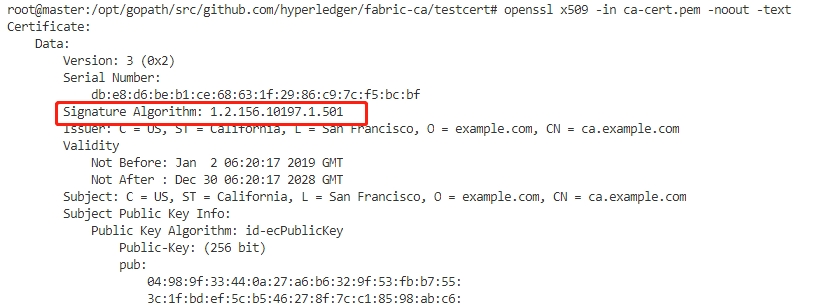 root@master:/opt/gopath/src/github.com/hyperledger/fabric-ca/testcert# openssl x509 -in ca-cert.pem -noout -text
Certificate:
    Data:
        Version: 3 (0x2)
        Serial Number:
            db:e8:d6:be:b1:ce:68:63:1f:29:86:c9:7c:f5:bc:bf
        Signature Algorithm: 1.2.156.10197.1.501
        Issuer: C = US, ST = California, L = San Francisco, O = example.com, CN = ca.example.com
        Validity
            Not Before: Jan  2 06:20:17 2019 GMT
            Not After : Dec 30 06:20:17 2028 GMT
        Subject: C = US, ST = California, L = San Francisco, O = example.com, CN = ca.example.com
        Subject Public Key Info:
            Public Key Algorithm: id-ecPublicKey
                Public-Key: (256 bit)
                pub:
                    04:98:9f:33:44:0a:27:a6:b6:32:9f:53:fb:b7:55:
                    3c:1f:bd:ef:5c:b5:46:27:8f:7c:c1:85:98:ab:c6: